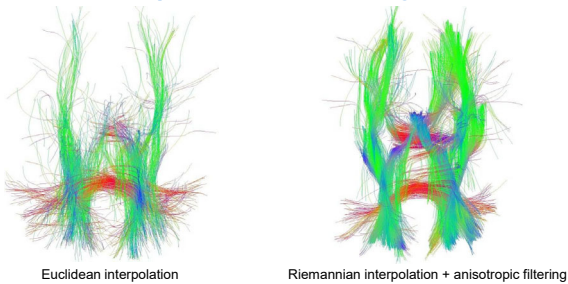 Euclidean interpolation
Riemannian interpolation + anisotropic filtering